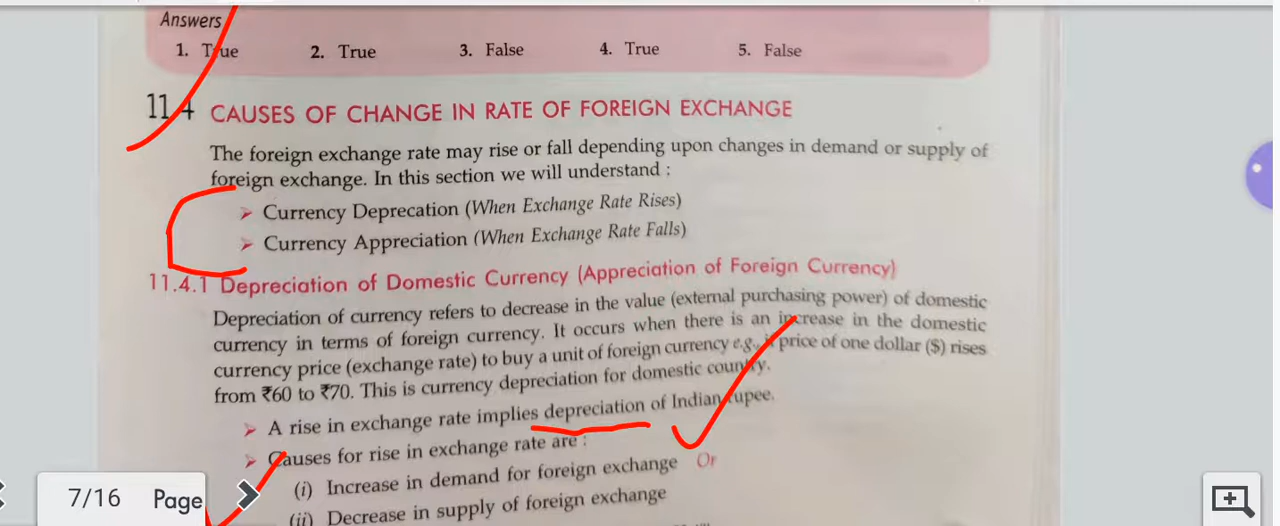 Answers
1. True 2. True 3. False 4. True 5. False
11.4 CAUSES OF CHANGE IN RATE OF FOREIGN EXCHANGE
The foreign exchange rate may rise or fall depending upon changes in demand or supply of
foreign exchange. In this section we will understand :
➢ Currency Deprecation (When Exchange Rate Rises)
➢ Currency Appreciation (When Exchange Rate Falls)
11.4.1 Depreciation of Domestic Currency (Appreciation of Foreign Currency)
Depreciation of currency refers to decrease in the value (external purchasing power) of domestic
currency in terms of foreign currency. It occurs when there is an increase in the domestic
currency price (exchange rate) to buy a unit of foreign currency e.g., price of one dollar ($) rises
from ₹60 to ₹70. This is currency depreciation for domestic country.
➢ A rise in exchange rate implies depreciation of Indian rupee.
➢ Causes for rise in exchange rate are :
(i) Increase in demand for foreign exchange Or
(ii) Decrease in supply of foreign exchange
7/16 Page